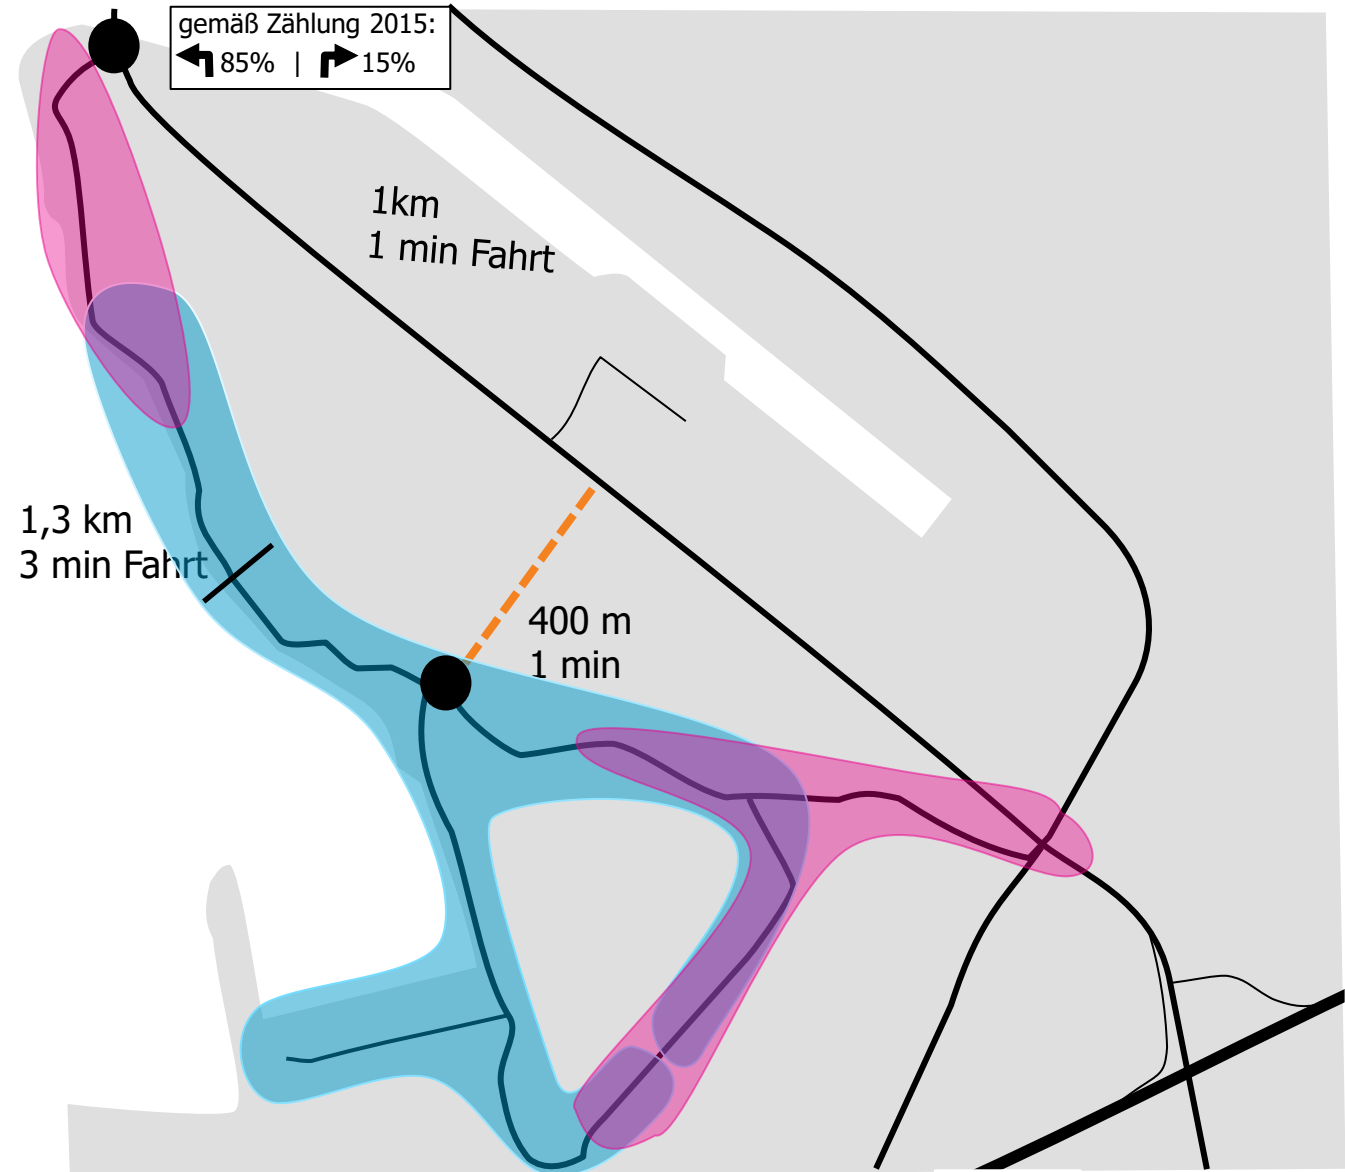 gemäß Zählung 2015:
85% | 15%
1km
1 min Fahrt
1,3 km
3 min Fahrt
400 m
1 min